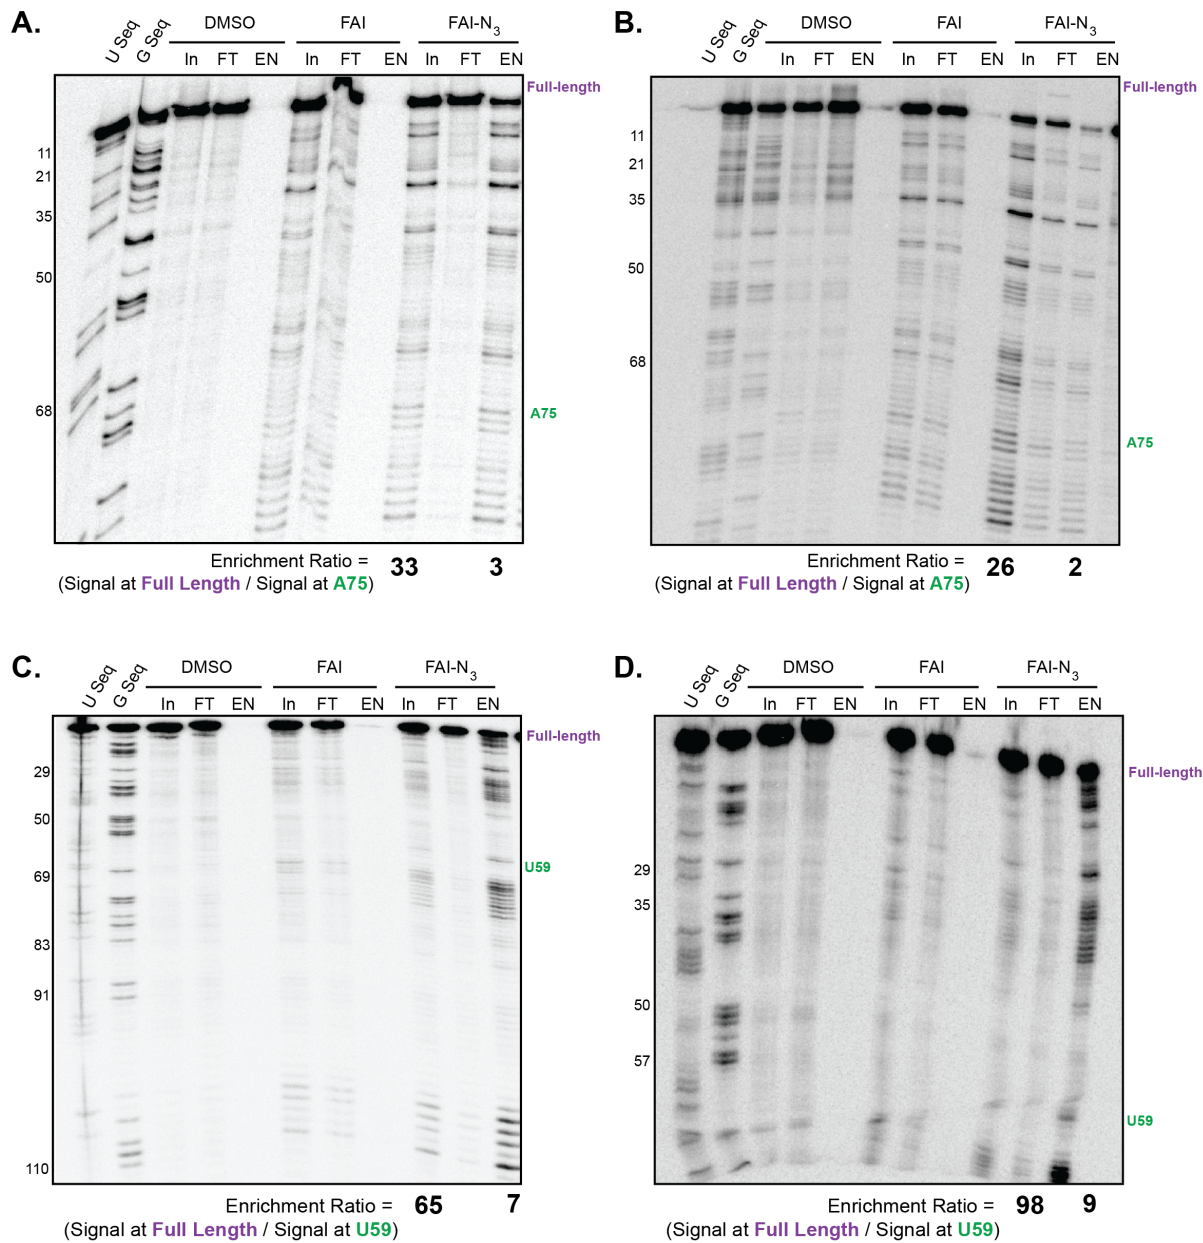 A.
DMSO FAI FAI-N3
U Seq G Seq In FT EN In FT EN In FT EN
Full-length
11
21
35
50
68
A75
Enrichment Ratio = 33 3
(Signal at Full Length / Signal at A75)
B.
DMSO FAI FAI-N3
U Seq G Seq In FT EN In FT EN In FT EN
Full-length
11
21
35
50
68
A75
Enrichment Ratio = 26 2
(Signal at Full Length / Signal at A75)
C.
DMSO FAI FAI-N3
U Seq G Seq In FT EN In FT EN In FT EN
Full-length
29
50
U59
69
83
91
110
Enrichment Ratio = 65 7
(Signal at Full Length / Signal at U59)
D.
DMSO FAI FAI-N3
U Seq G Seq In FT EN In FT EN In FT EN
Full-length
29
35
50
57
U59
Enrichment Ratio = 98 9
(Signal at Full Length / Signal at U59)